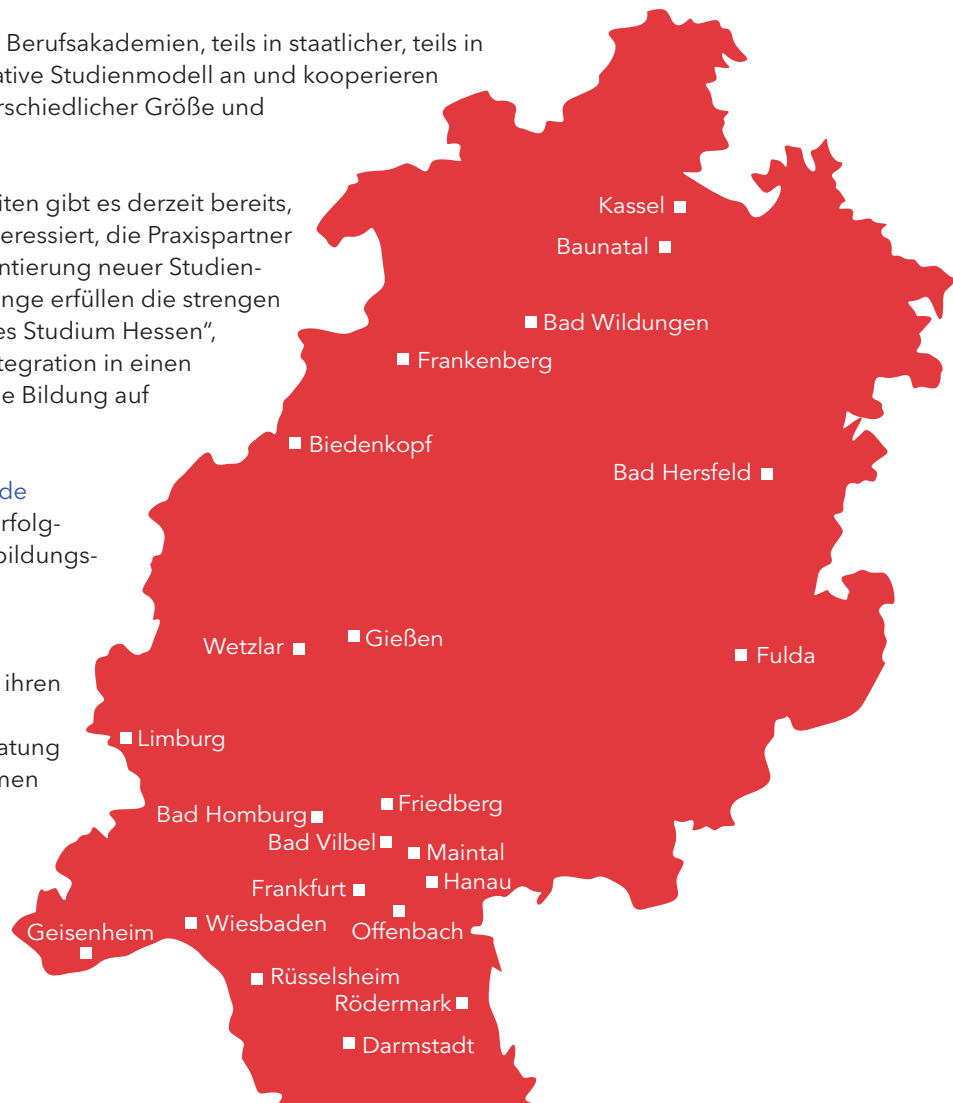 Berufsakademien, teils in staatlicher, teils in
ative Studienmodell an und kooperieren
rschiedlicher Größe und
iten gibt es derzeit bereits,
eressiert, die Praxispartner
ntierung neuer Studien-
nge erfüllen die strengen
es Studium Hessen“,
ntegration in einen
e Bildung auf
de
rfolg-
bildungs-
ihren
atung
men
Kassel
Baunatal
Bad Wildungen
Frankenberg
Biedenkopf
Bad Hersfeld
Gießen
Wetzlar
Fulda
Limburg
Friedberg
Bad Homburg
Bad Vilbel
Maintal
Hanau
Frankfurt
Wiesbaden
Offenbach
Geisenheim
Rüsselsheim
Rödermark
Darmstadt